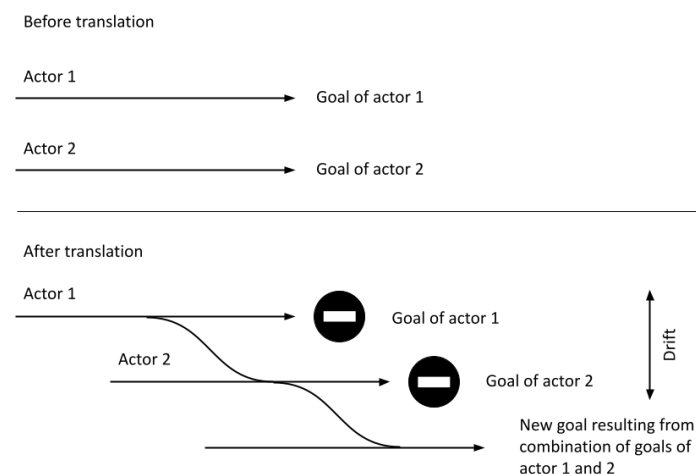 Before translation
Actor 1
Goal of actor 1
Actor 2
Goal of actor 2
After translation
Actor 1
Goal of actor 1
Actor 2
Goal of actor 2
Drift
New goal resulting from
combination of goals of
actor 1 and 2